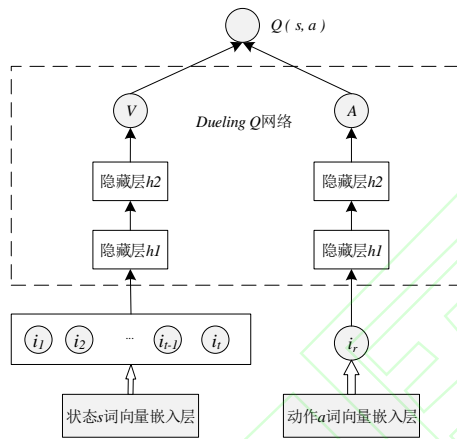 Q ( s, a )
V
A
Dueling Q网络
隐藏层h2
隐藏层h2
隐藏层h1
隐藏层h1
i1 i2 ... it-1 it
ir
状态s词向量嵌入层
动作a词向量嵌入层